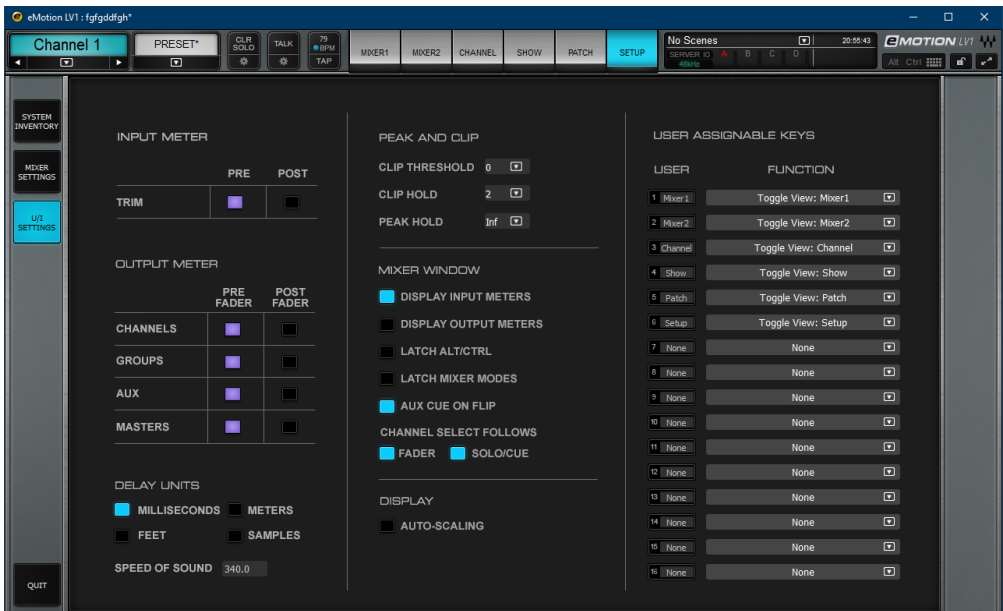 eMotion LV1 : fgfgddfgh*
Channel 1
PRESET*
CLR
SOLO
TALK
79
BPM
TAP
MIXER1
MIXER2
CHANNEL
SHOW
PATCH
SETUP
No Scenes
20:55:43
SERVER IO A B C D
48kHz
EMOTION LV1
Alt Ctrl
SYSTEM
INVENTORY
MIXER
SETTINGS
U/I
SETTINGS
QUIT
INPUT METER
PRE POST
TRIM
OUTPUT METER
PRE
FADER
POST
FADER
CHANNELS
GROUPS
AUX
MASTERS
DELAY UNITS
MILLISECONDS METERS
FEET SAMPLES
SPEED OF SOUND 340.0
PEAK AND CLIP
CLIP THRESHOLD 0
CLIP HOLD 2
PEAK HOLD Inf
MIXER WINDOW
DISPLAY INPUT METERS
DISPLAY OUTPUT METERS
LATCH ALT/CTRL
LATCH MIXER MODES
AUX CUE ON FLIP
CHANNEL SELECT FOLLOWS
FADER SOLO/CUE
DISPLAY
AUTO-SCALING
USER ASSIGNABLE KEYS
USER FUNCTION
1 Mixer1 Toggle View: Mixer1
2 Mixer2 Toggle View: Mixer2
3 Channel Toggle View: Channel
4 Show Toggle View: Show
5 Patch Toggle View: Patch
6 Setup Toggle View: Setup
7 None None
8 None None
9 None None
10 None None
11 None None
12 None None
13 None None
14 None None
15 None None
16 None None